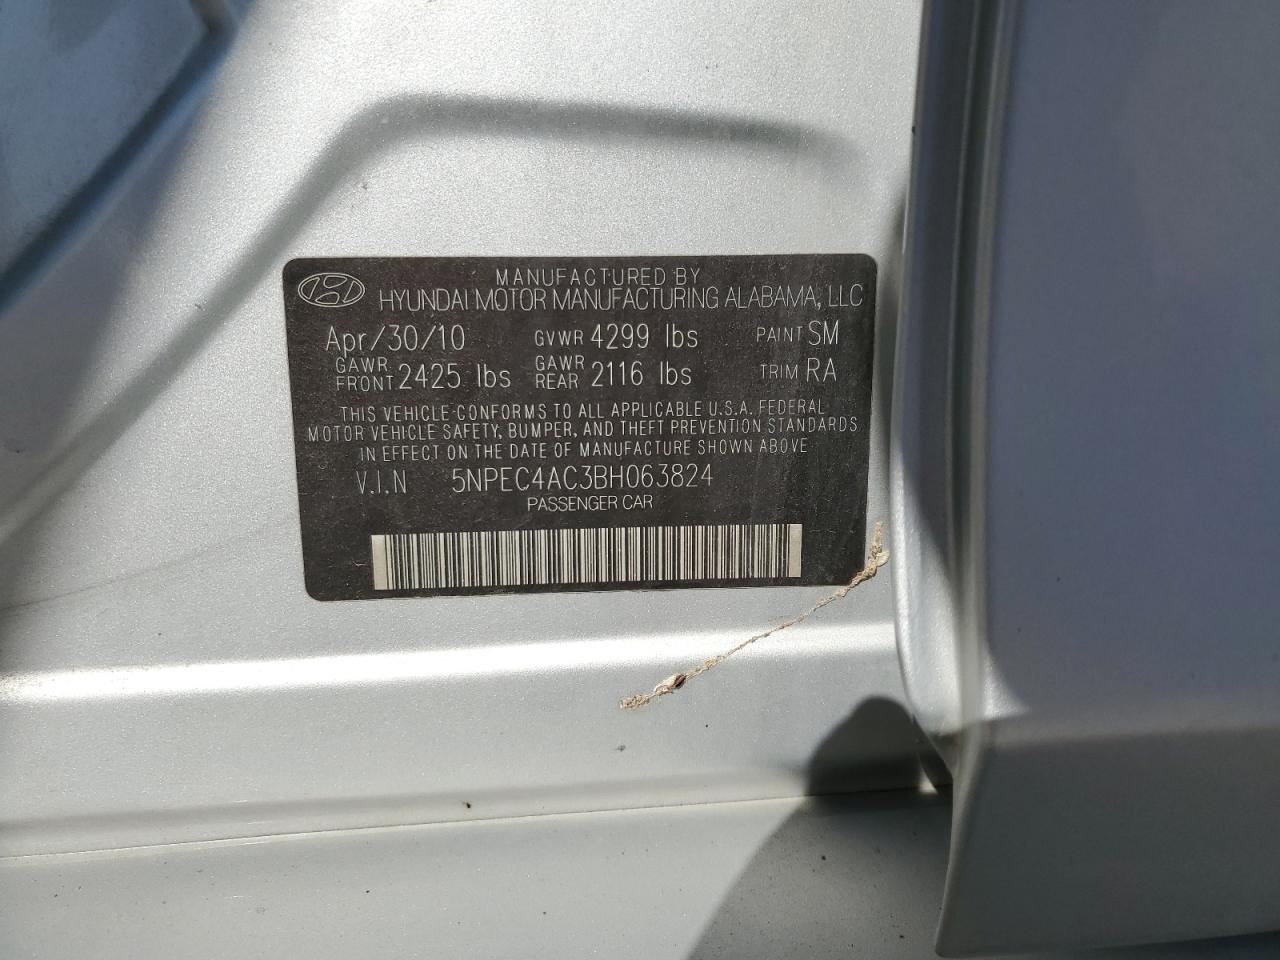 MANUFACTURED BY
HYUNDAI MOTOR MANUFACTURING ALABAMA, LLC
Apr/30/10 GVWR 4299 lbs PAINT SM
GAWR FRONT 2425 lbs GAWR REAR 2116 lbs TRIM RA
THIS VEHICLE CONFORMS TO ALL APPLICABLE U.S.A. FEDERAL
MOTOR VEHICLE SAFETY, BUMPER, AND THEFT PREVENTION STANDARDS
IN EFFECT ON THE DATE OF MANUFACTURE SHOWN ABOVE
V.I.N 5NPEC4AC3BH063824
PASSENGER CAR